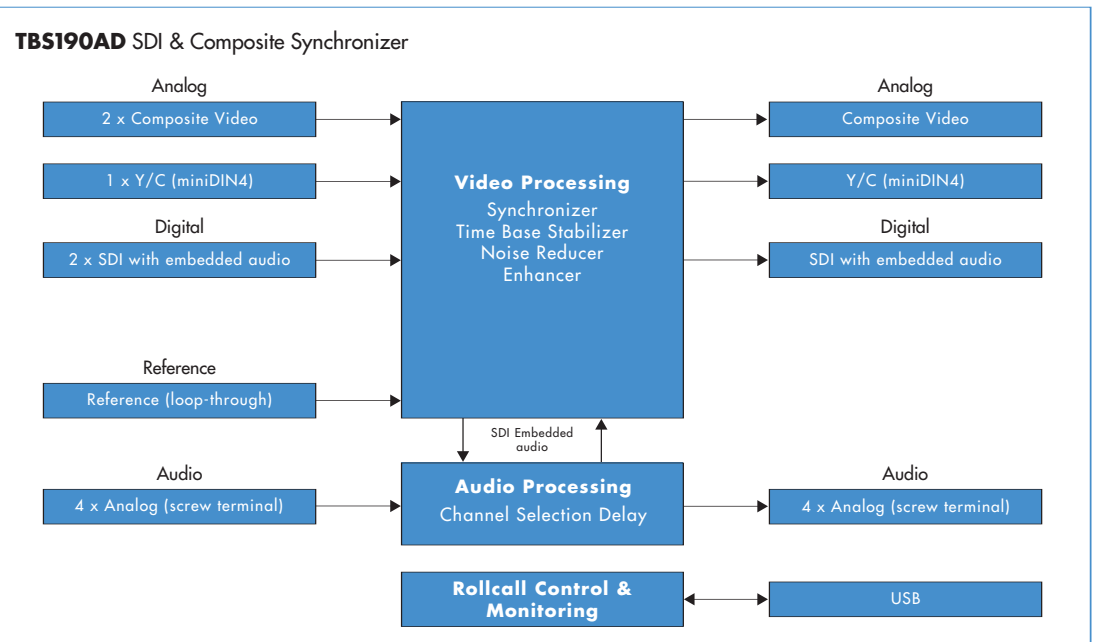 TBS190AD SDI & Composite Synchronizer
Analog
2 x Composite Video
1 x Y/C (miniDIN4)
Digital
2 x SDI with embedded audio
Reference
Reference (loop-through)
Audio
4 x Analog (screw terminal)
Video Processing
Synchronizer
Time Base Stabilizer
Noise Reducer
Enhancer
SDI Embedded
audio
Audio Processing
Channel Selection Delay
Rollcall Control &
Monitoring
Analog
Composite Video
Y/C (miniDIN4)
Digital
SDI with embedded audio
Audio
4 x Analog (screw terminal)
USB